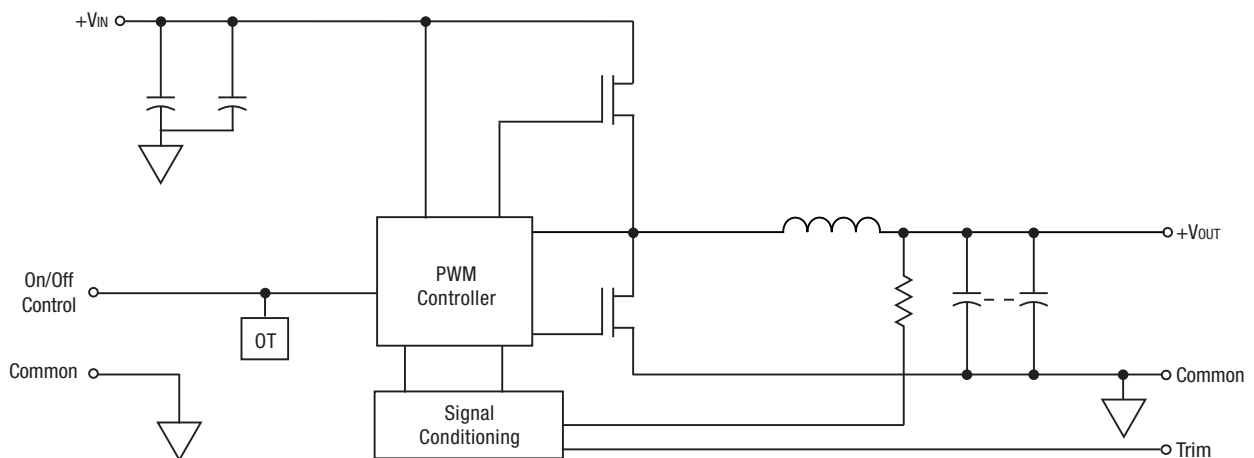 +VIN
+VOUT
On/Off
Control
PWM
Controller
OT
Common
Common
Signal
Conditioning
Trim